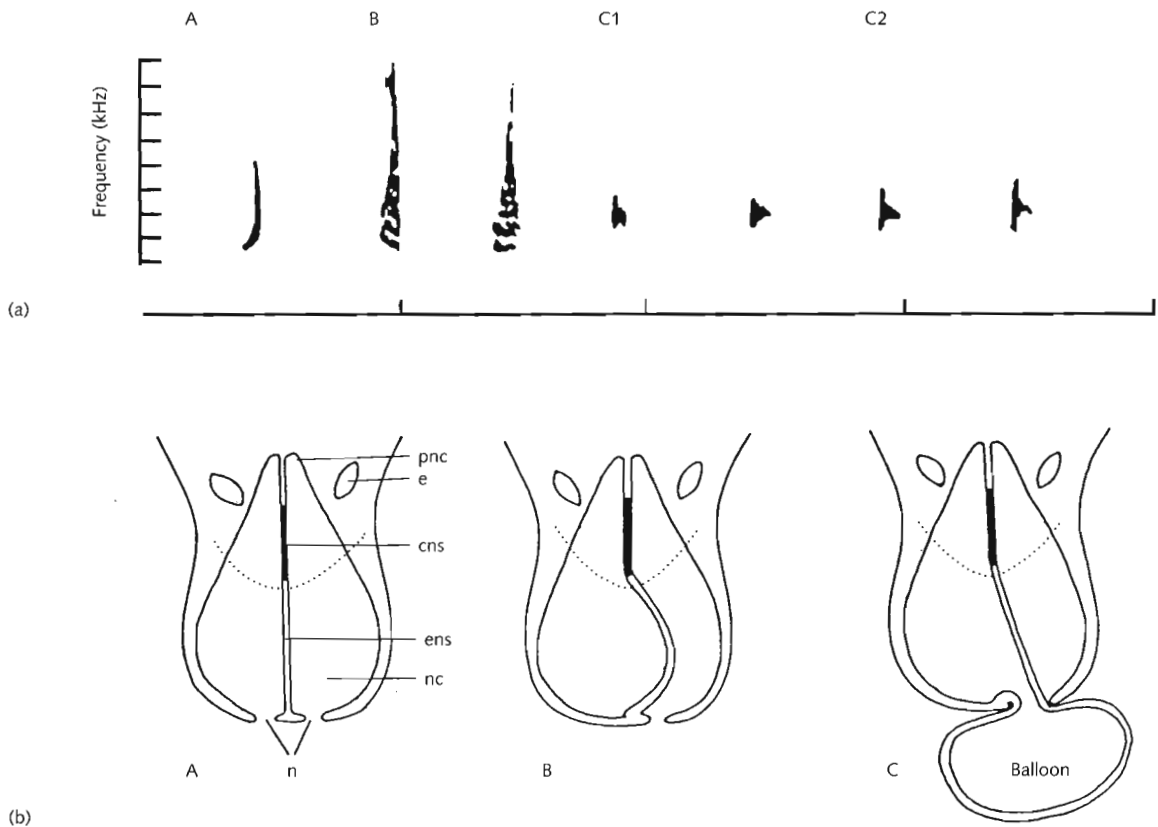 A B C1 C2
Frequency (kHz)
(a)
pnc
e
cns
ens
nc
A n B C Balloon
(b)